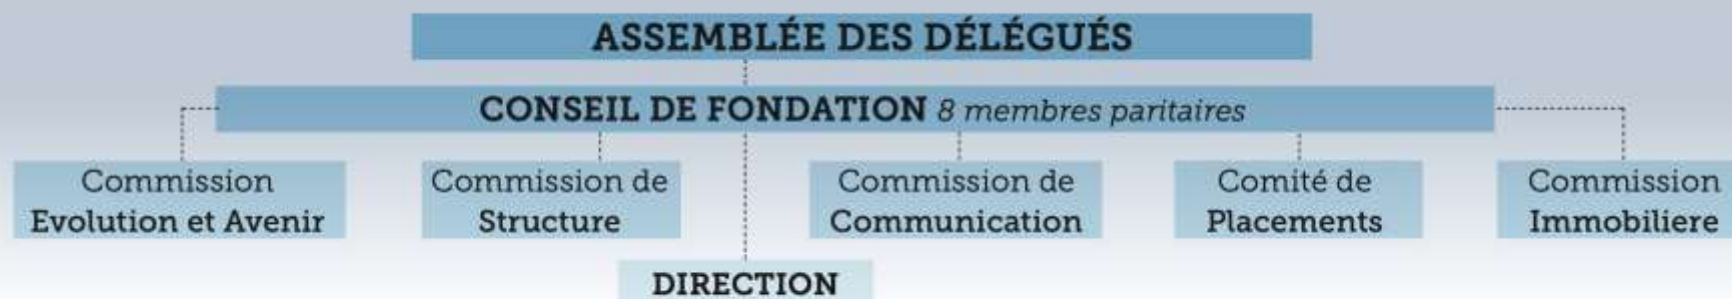 ASSEMBLÉE DES DÉLÉGUÉS
CONSEIL DE FONDATION 8 membres paritaires
Commission
Evolution et Avenir
Commission de
Structure
Commission de
Communication
Comité de
Placements
Commission
Immobiliere
DIRECTION